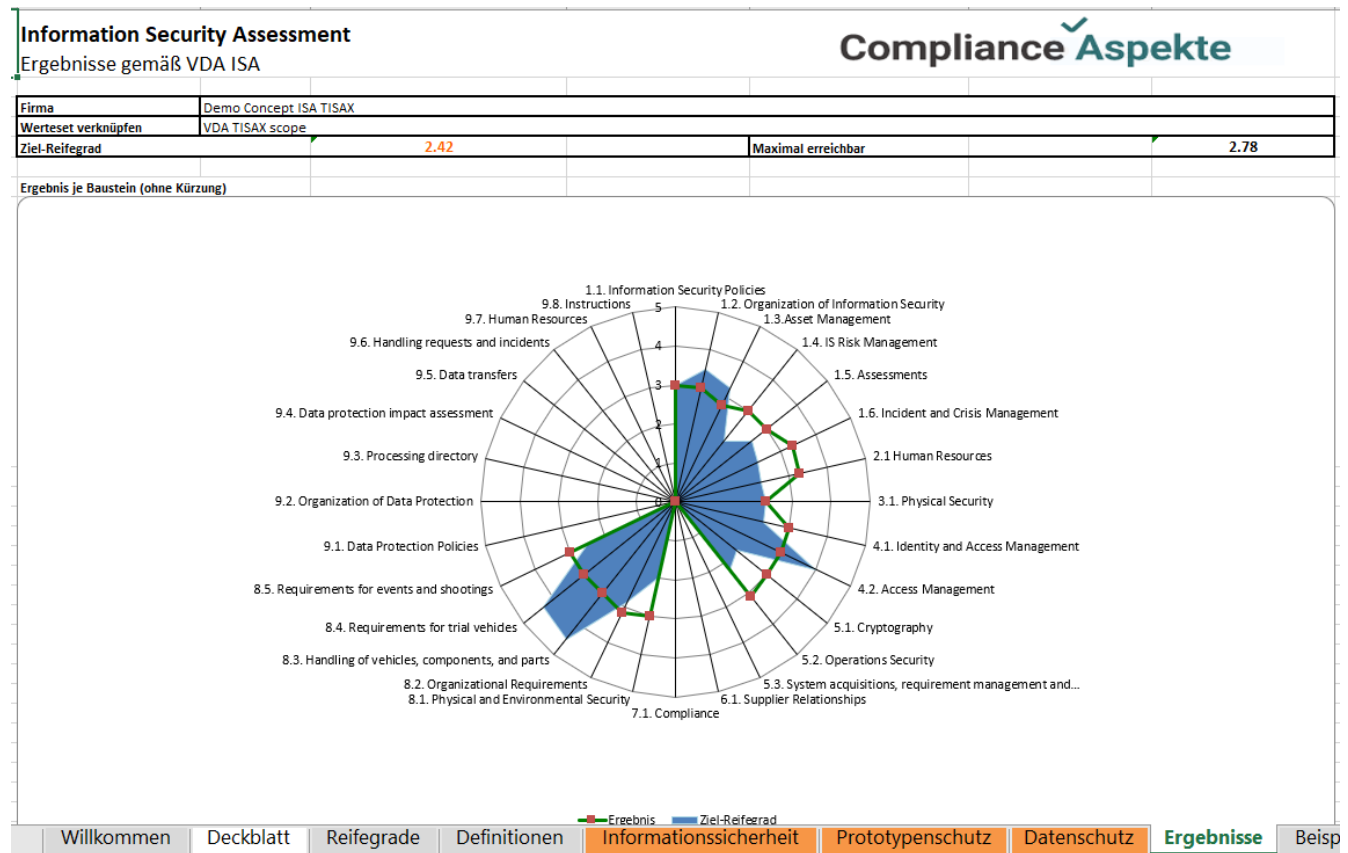 Information Security Assessment
Ergebnisse gemäß VDA ISA
Compliance Aspekte
Firma Demo Concept ISA TISAX
Werteset verknüpfen VDA TISAX scope
Ziel-Reifegrad 2.42 Maximal erreichbar 2.78
Ergebnis je Baustein (ohne Kürzung)
1.1. Information Security Policies
9.8. Instructions 5 1.2. Organization of Information Security
9.7. Human Resources 1.3.Asset Management
9.6. Handling requests and incidents 4 1.4. IS Risk Management
9.5. Data transfers 3 1.5. Assessments
9.4. Data protection impact assessment 2 1.6. Incident and Crisis Management
9.3. Processing directory 1 2.1 Human Resources
9.2. Organization of Data Protection 0 3.1. Physical Security
9.1. Data Protection Policies 4.1. Identity and Access Management
8.5. Requirements for events and shootings 4.2. Access Management
8.4. Requirements for trial vehicles 5.1. Cryptography
8.3. Handling of vehicles, components, and parts 5.2. Operations Security
8.2. Organizational Requirements 5.3. System acquisitions, requirement management and...
8.1. Physical and Environmental Security 6.1. Supplier Relationships
7.1. Compliance
Ergebnis Ziel-Reifegrad
Willkommen Deckblatt Reifegrade Definitionen Informationssicherheit Prototypenschutz Datenschutz Ergebnisse Beisp